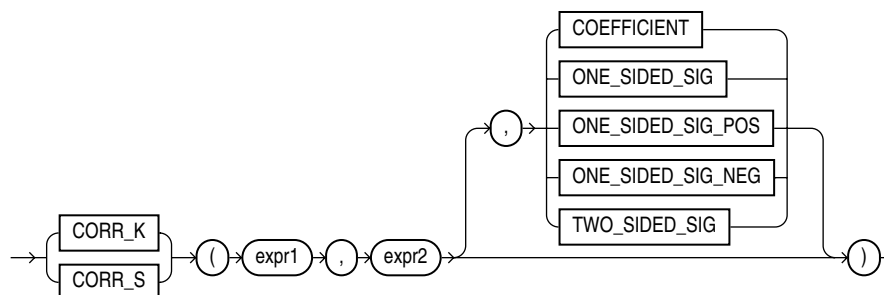 COEFFICIENT
ONE_SIDED_SIG
, ONE_SIDED_SIG_POS
ONE_SIDED_SIG_NEG
TWO_SIDED_SIG
CORR_K
( expr1 , expr2 )
CORR_S